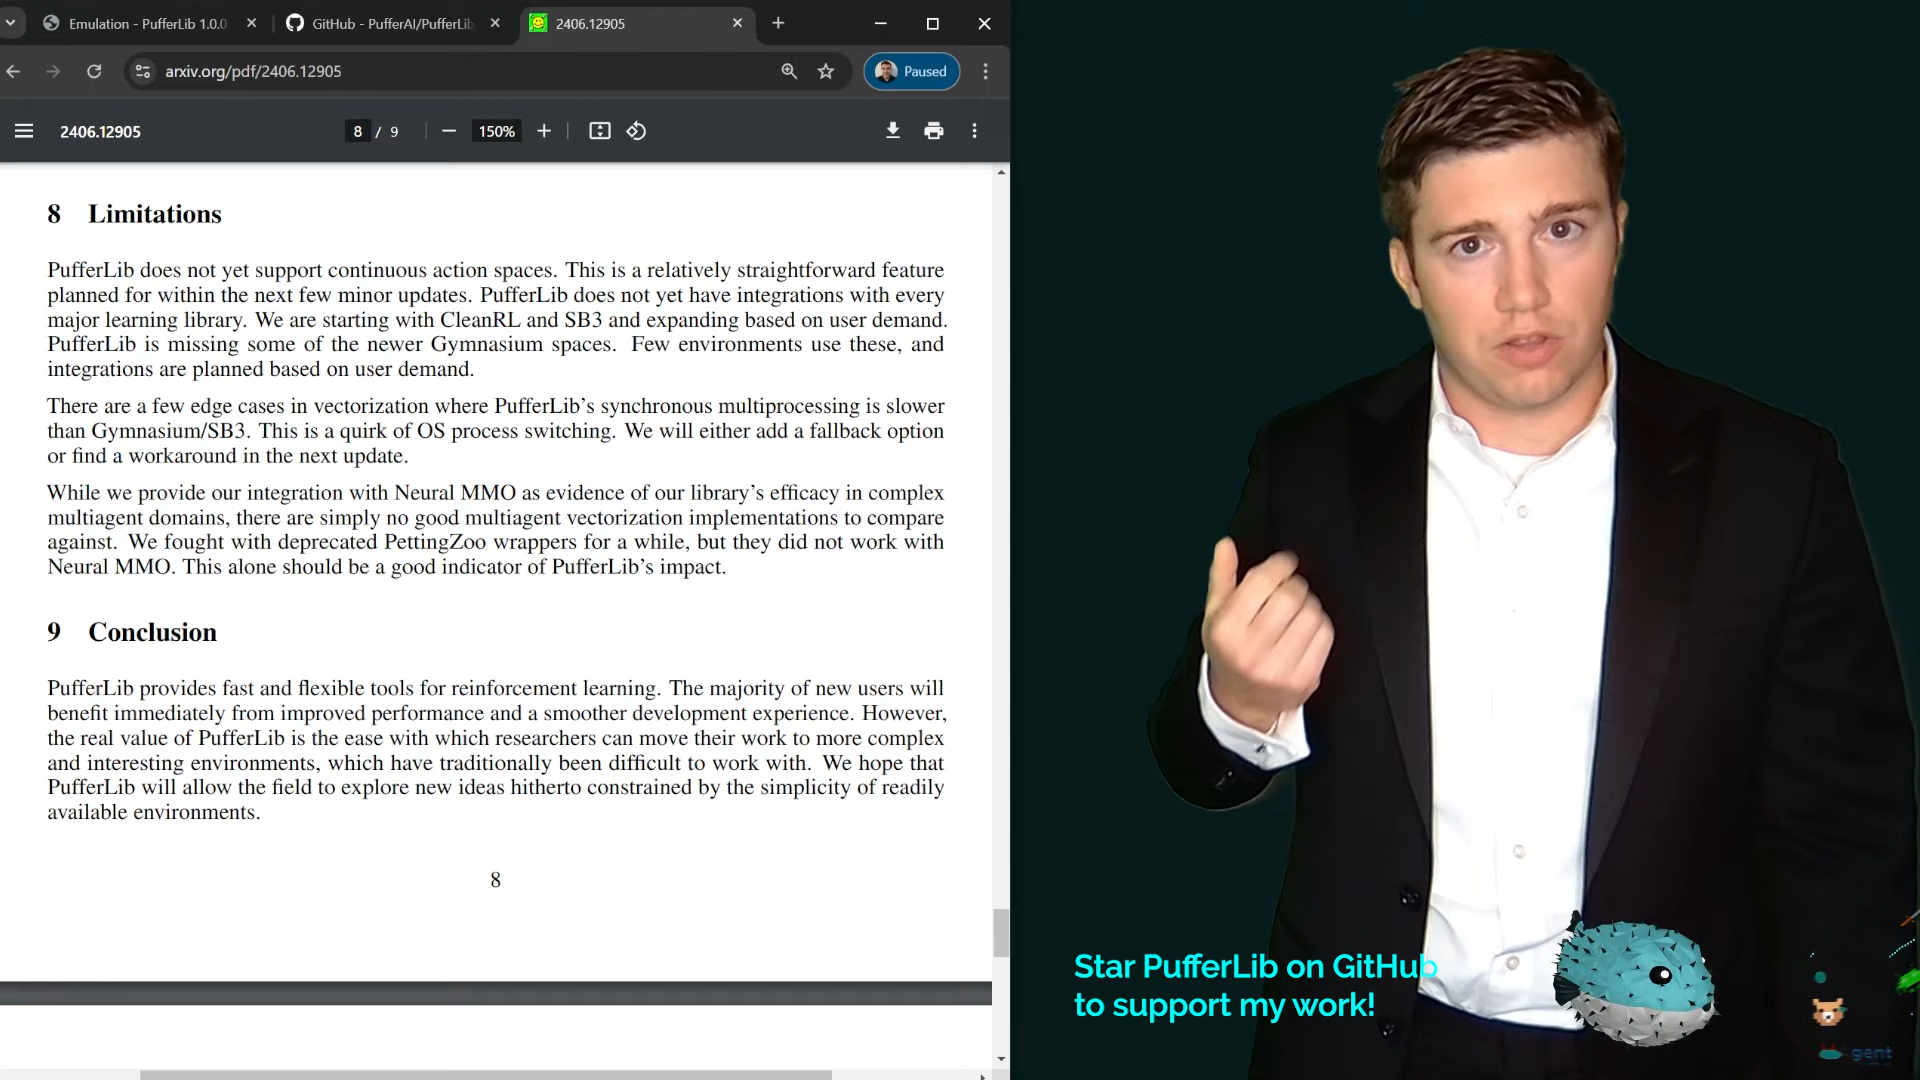 Emulation - PufferLib 1.0.0
GitHub - PufferAI/PufferLib
2406.12905
arxiv.org/pdf/2406.12905
Paused
2406.12905
8 / 9
150%
8 Limitations
PufferLib does not yet support continuous action spaces. This is a relatively straightforward feature
planned for within the next few minor updates. PufferLib does not yet have integrations with every
major learning library. We are starting with CleanRL and SB3 and expanding based on user demand.
PufferLib is missing some of the newer Gymnasium spaces. Few environments use these, and
integrations are planned based on user demand.
There are a few edge cases in vectorization where PufferLib's synchronous multiprocessing is slower
than Gymnasium/SB3. This is a quirk of OS process switching. We will either add a fallback option
or find a workaround in the next update.
While we provide our integration with Neural MMO as evidence of our library's efficacy in complex
multiagent domains, there are simply no good multiagent vectorization implementations to compare
against. We fought with deprecated PettingZoo wrappers for a while, but they did not work with
Neural MMO. This alone should be a good indicator of PufferLib's impact.
9 Conclusion
PufferLib provides fast and flexible tools for reinforcement learning. The majority of new users will
benefit immediately from improved performance and a smoother development experience. However,
the real value of PufferLib is the ease with which researchers can move their work to more complex
and interesting environments, which have traditionally been difficult to work with. We hope that
PufferLib will allow the field to explore new ideas hitherto constrained by the simplicity of readily
available environments.
8
Star PufferLib on GitHub
to support my work!
gent